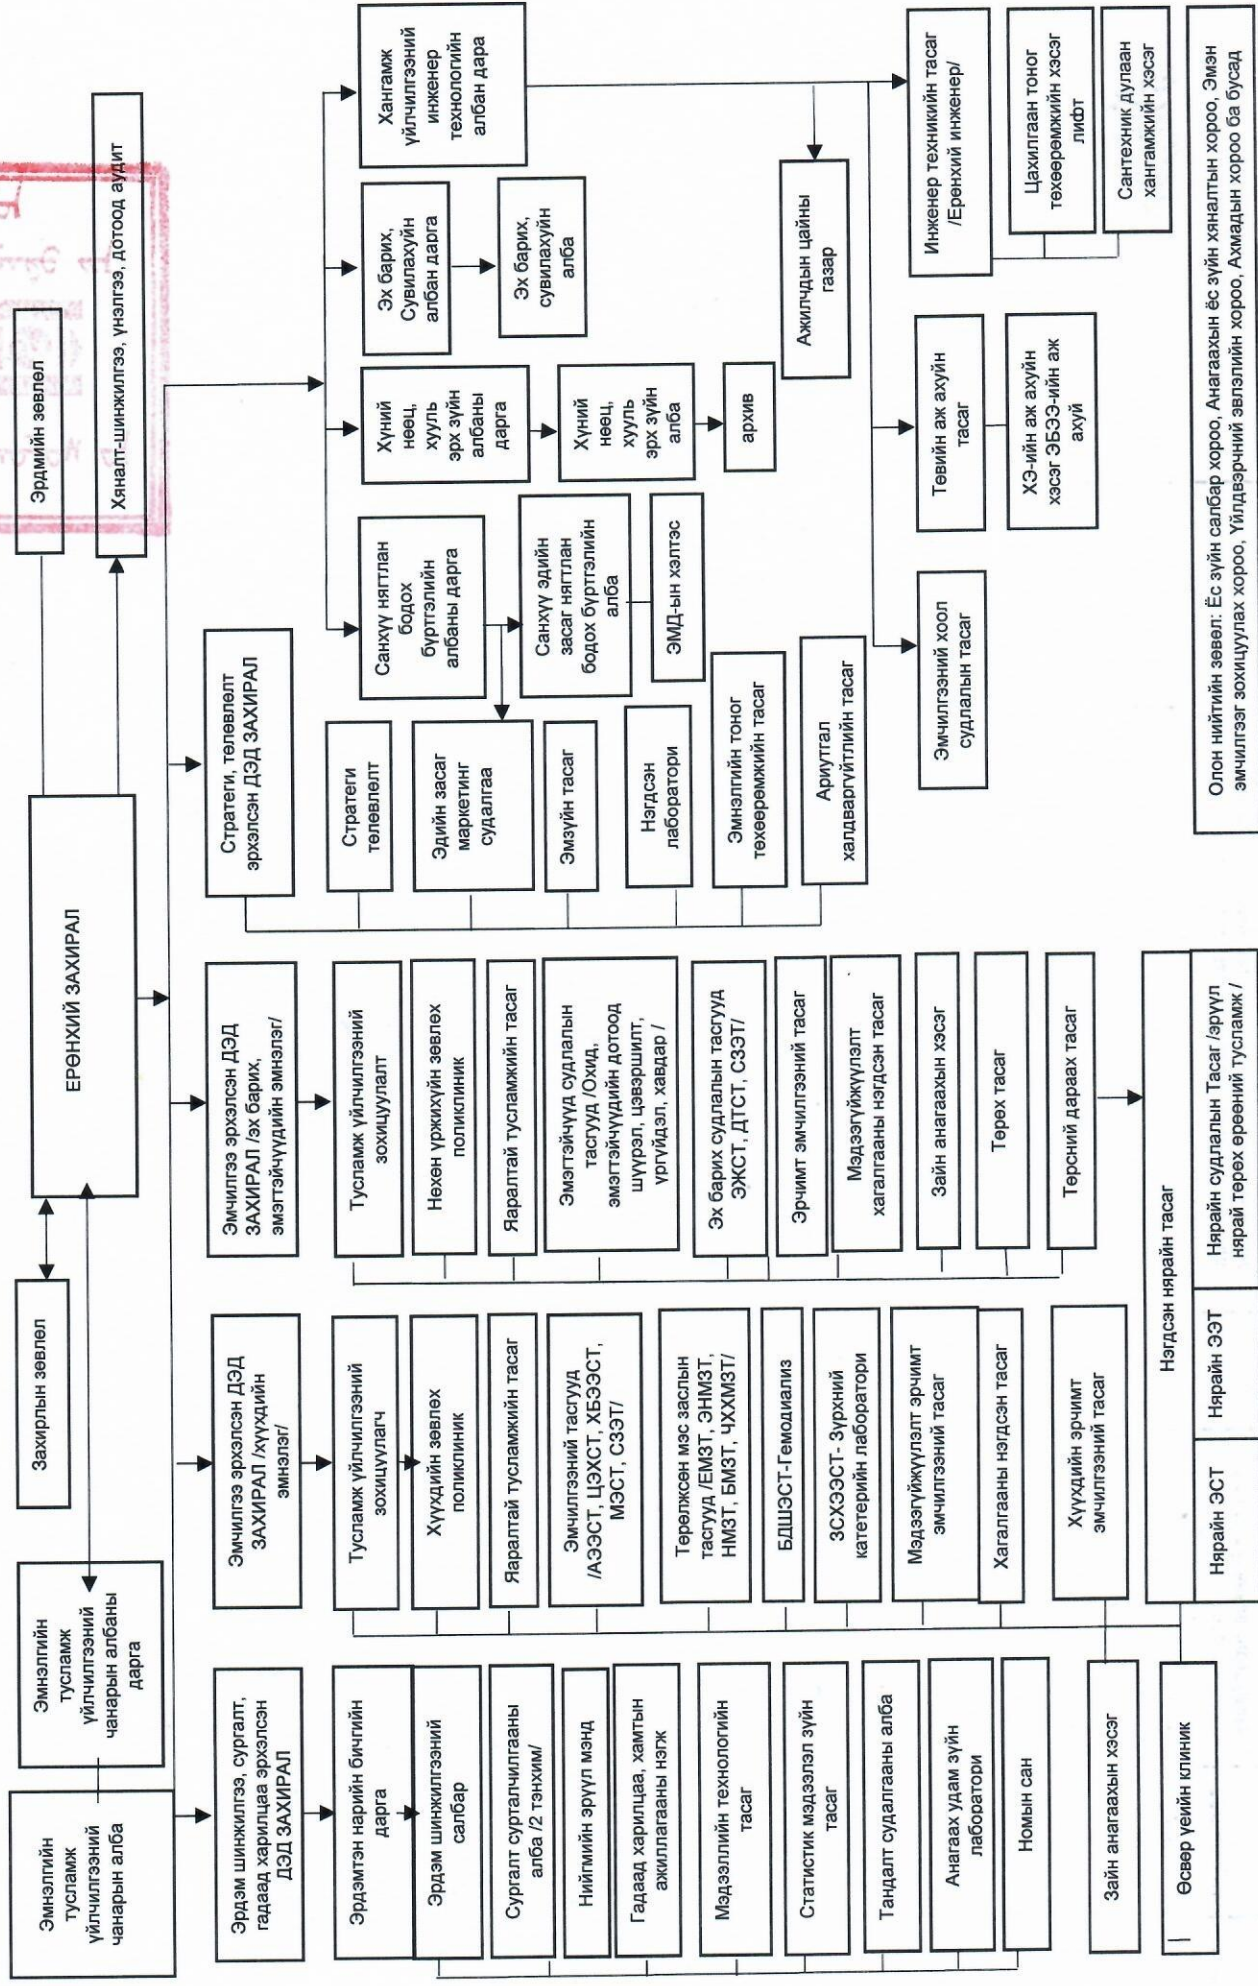 Эрдмийн зөвлөл
Хяналт-шинжилгээ, үнэлгээ, дотоод аудит
ЕРӨНХИЙ ЗАХИРАЛ
Захирлын зөвлөл
Эмнэлгийн
тусламж
үйлчилгээний
чанарын албаны
дарга
Эмнэлгийн
тусламж
үйлчилгээний
чанарын алба
Эрдэм шинжилгээ, сургалт,
гадаад харилцаа эрхэлсэн
ДЭД ЗАХИРАЛ
Эрдэмтэн нарийн бичгийн
дарга
Эрдэм шинжилгээний
салбар
Сургалт сурталчилгааны
алба /2 тэнхим/
Нийгмийн эрүүл мэнд
Гадаад харилцаа, хамтын
ажиллагааны нэгж
Мэдээллийн технологийн
тасаг
Статистик мэдээлэл зүйн
тасаг
Тандалт судалгааны алба
Анагаах удам зүйн
лаборатори
Номын сан
Зайн анагаахын хэсэг
Өсвөр үеийн клиник
Эмчилгээ эрхэлсэн ДЭД
ЗАХИРАЛ /хүүхдийн
эмнэлэг/
Тусламж үйлчилгээний
зохицуулагч
Хүүхдийн зөвлөх
поликлиник
Яаралтай тусламжийн тасаг
Эмчилгээний тасгууд
/АЭЭСТ, ЦЭХСТ, ХБЭЭСТ,
МЭСТ, СЗЭТ/
Төрөлжсөн мэс заслын
тасгууд /ЕМЗТ, ЭНМЗТ,
НМЗТ, БМЗТ, ЧХХМЗТ/
БДШЭСТ-Гемодиализ
ЗСХЭЭСТ- Зүрхний
катетерийн лаборатори
Мэдээгүйжүүлэлт эрчимт
эмчилгээний тасаг
Хагалгааны нэгдсэн тасаг
Хүүхдийн эрчимт
эмчилгээний тасаг
Эмчилгээ эрхэлсэн ДЭД
ЗАХИРАЛ /эх барих,
эмэгтэйчүүдийн эмнэлэг/
Тусламж үйлчилгээний
зохицуулалт
Нөхөн үржихүйн зөвлөх
поликлиник
Яаралтай тусламжийн тасаг
Эмэгтэйчүүд судлалын
тасгууд /Охид,
эмэгтэйчүүдийн дотоод
шүүрэл, цэвэршилт,
үргүйдэл, хавдар /
Эх барих судлалын тасгууд
ЭЖСТ, ДТСТ, СЗЭТ/
Эрчимт эмчилгээний тасаг
Мэдээгүйжүүлэлт
хагалгааны нэгдсэн тасаг
Зайн анагаахын хэсэг
Төрөх тасаг
Төрсний дараах тасаг
Нэгдсэн нярайн тасаг
Нярайн ЭСТ
Нярайн ЭЭТ
Нярайн судлалын Тасаг /эрүүл
нярай төрөх өрөөний тусламж /
Стратеги, төлөвлөлт
эрхэлсэн ДЭД ЗАХИРАЛ
Стратеги
төлөвлөлт
Эдийн засаг
маркетинг
судалгаа
Эмзүйн тасаг
Нэгдсэн
лаборатори
Эмнэлгийн тоног
төхөөрөмжийн тасаг
Ариутгал
халдваргүйтлийн тасаг
Санхүү нягтлан
бодох
бүртгэлийн
албаны дарга
Санхүү эдийн
засаг нягтлан
бодох бүртгэлийн
алба
ЭМД-ын хэлтэс
Хүний
нөөц,
хууль
эрх зүйн
албаны
дарга
Хүний
нөөц,
хууль
эрх зүйн
алба
архив
Эх барих,
Сувилахуйн
албан дарга
Эх барих,
сувилахуйн
алба
Хангамж
үйлчилгээний
инженер
технологийн
албан дара
Ажилчдын цайны
газар
Эмчилгээний хоол
судлалын тасаг
Төвийн аж ахуйн
тасаг
ХЭ-ийн аж ахуйн
хэсэг ЭБЭЭ-ийн аж
ахуй
Инженер техникийн тасаг
/Ерөнхий инженер/
Цахилгаан тоног
төхөөрөмжийн хэсэг
лифт
Сантехник дулаан
хангамжийн хэсэг
Олон нийтийн зөвөл: Ёс зүйн салбар хороо, Анагаахын ёс зүйн хяналтын хороо, Эмэн
эмчилгээг зохицуулах хороо, Үйлдвэрчний эвлэлийн хороо, Ахмадын хороо ба бусад